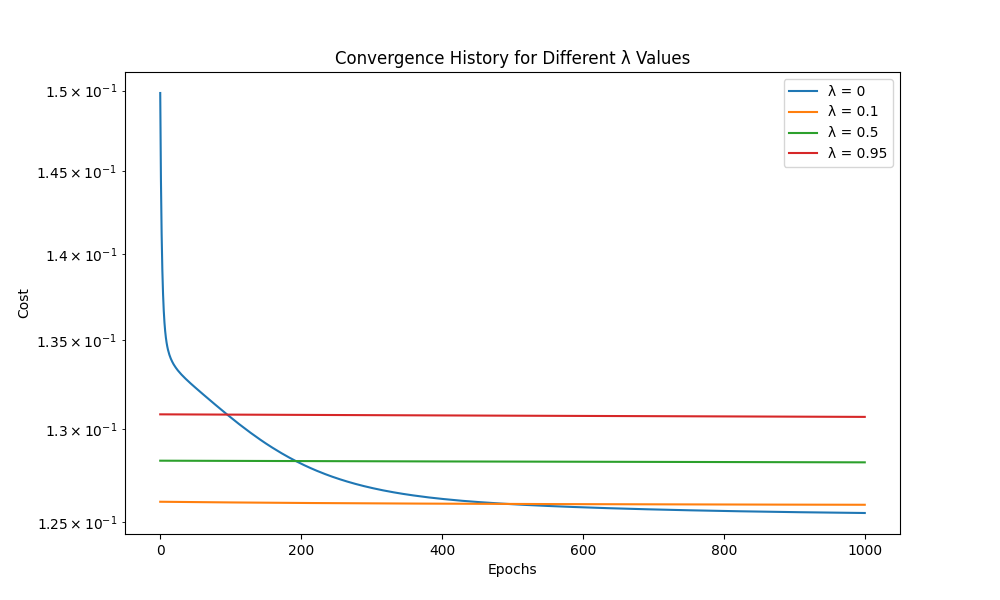 Convergence History for Different λ Values
1.5 × 10⁻¹
1.45 × 10⁻¹
1.4 × 10⁻¹
1.35 × 10⁻¹
1.3 × 10⁻¹
1.25 × 10⁻¹
Cost
λ = 0
λ = 0.1
λ = 0.5
λ = 0.95
0 200 400 600 800 1000
Epochs